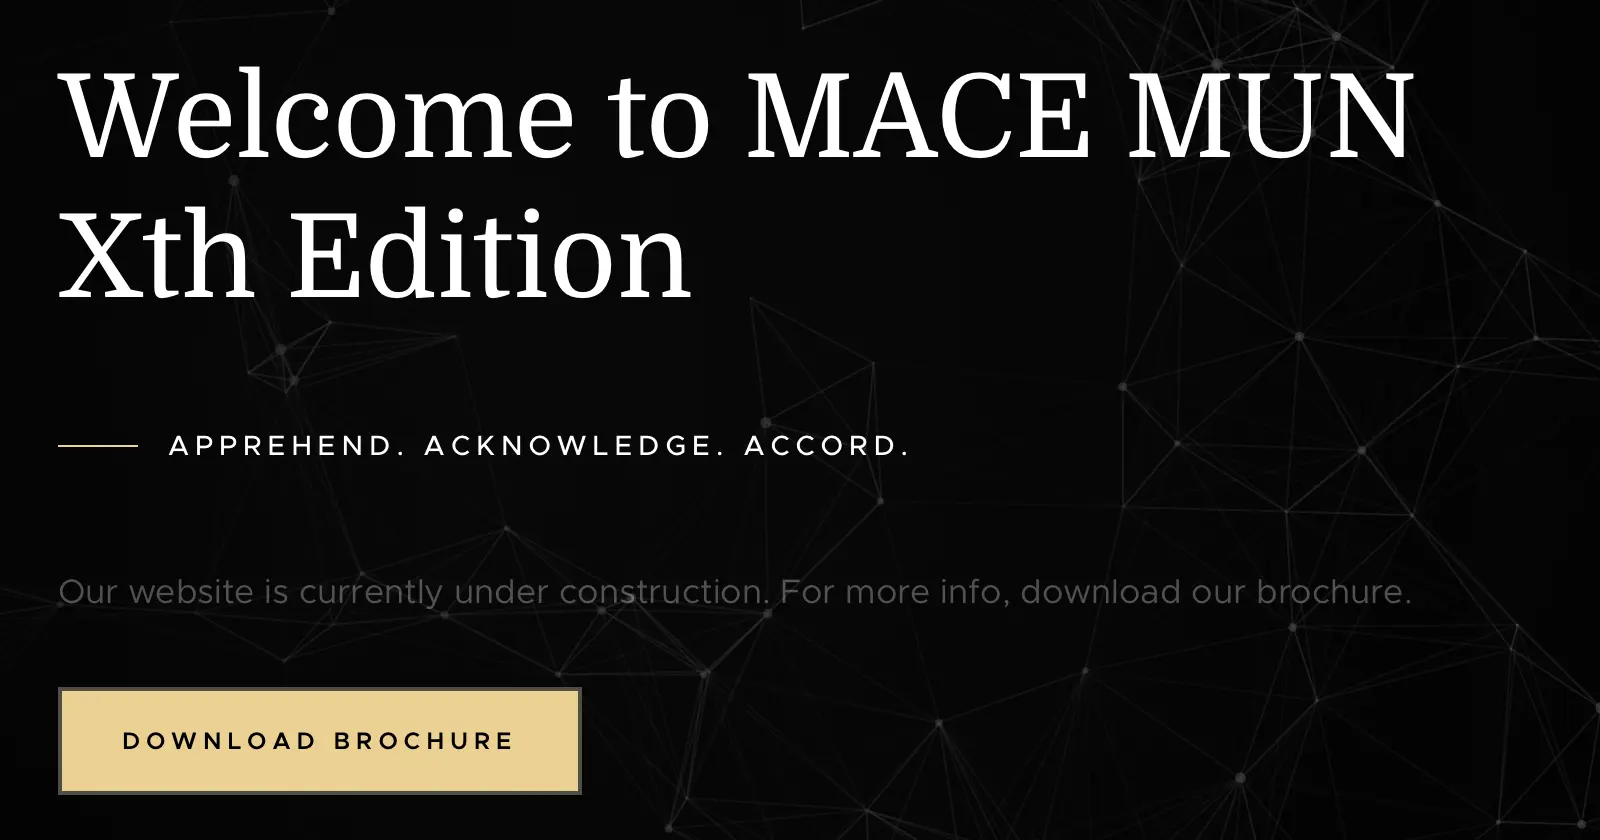 Welcome to MACE MUN
Xth Edition
APPREHEND. ACKNOWLEDGE. ACCORD.
Our website is currently under construction. For more info, download our brochure.
DOWNLOAD BROCHURE